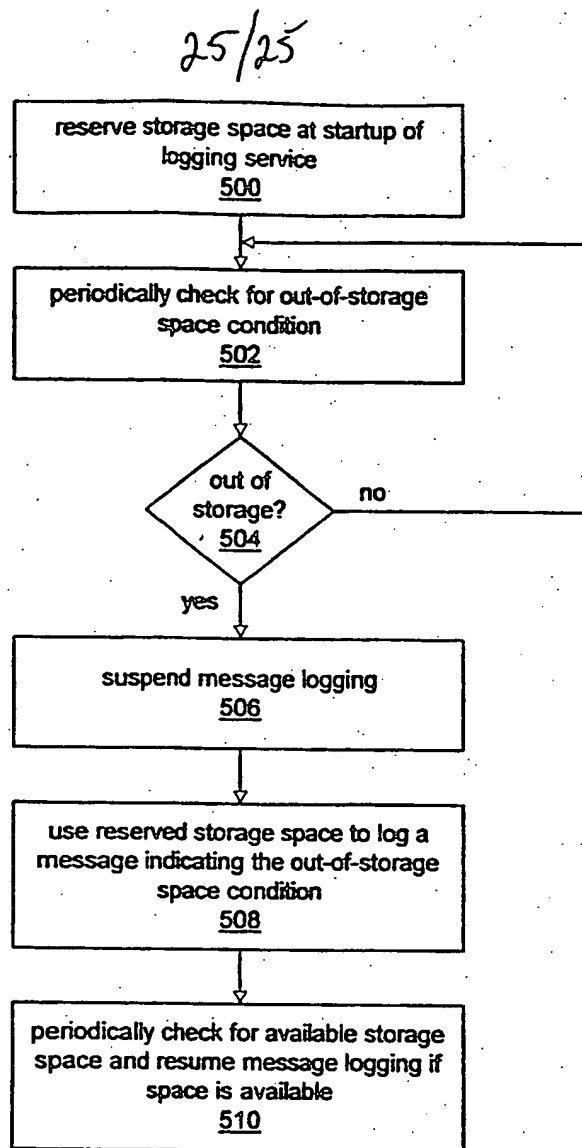 25/25
reserve storage space at startup of
logging service
500
periodically check for out-of-storage
space condition
502
out of
storage?
504
no
yes
suspend message logging
506
use reserved storage space to log a
message indicating the out-of-storage
space condition
508
periodically check for available storage
space and resume message logging if
space is available
510